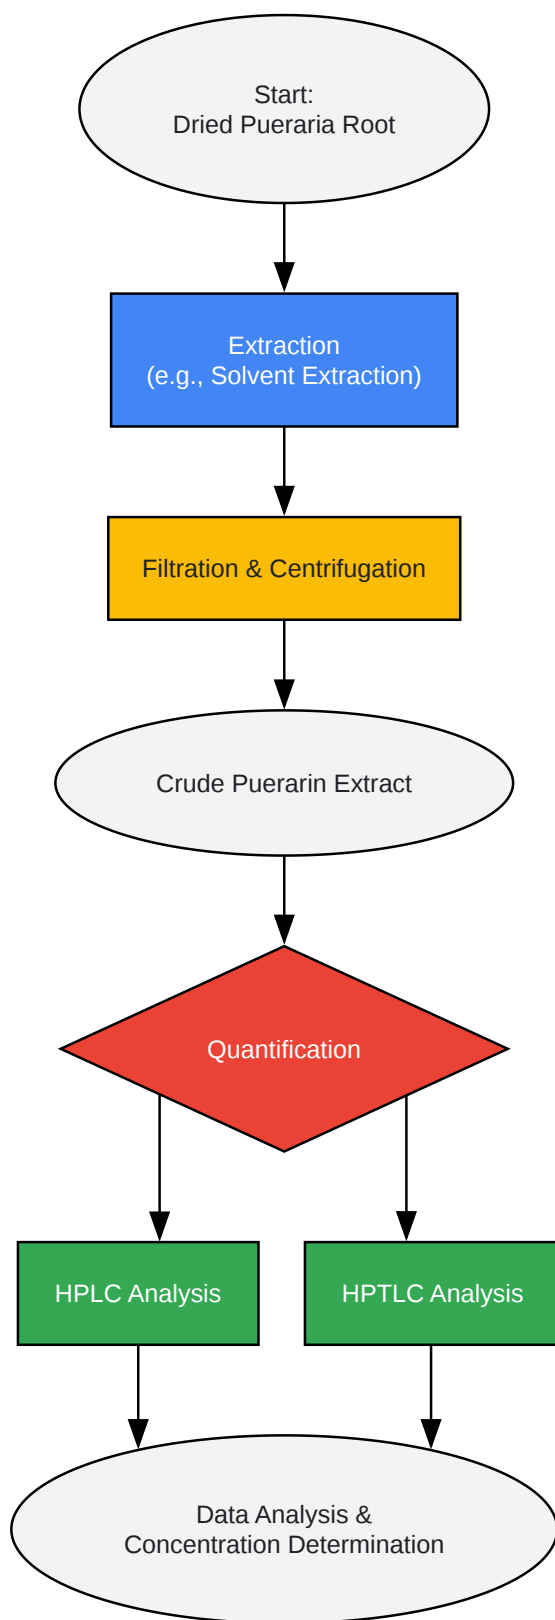 Start:
Dried Pueraria Root
Extraction
(e.g., Solvent Extraction)
Filtration & Centrifugation
Crude Puerarin Extract
Quantification
HPLC Analysis
HPTLC Analysis
Data Analysis &
Concentration Determination